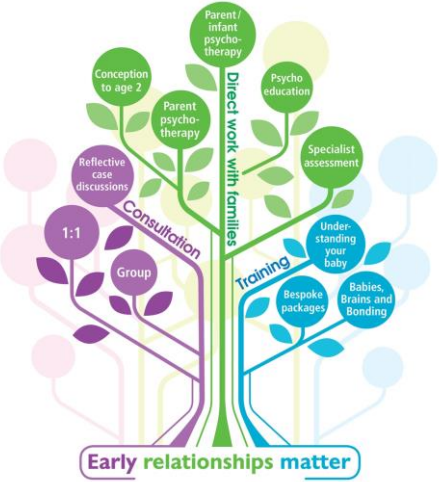 Parent/
infant
psycho-
therapy
Conception
to age 2
Psycho
education
Parent
psycho-
therapy
Direct work with families
Specialist
assessment
Reflective
case
discussions
Consultation
1:1
Group
Under-
standing
your
baby
Training
Bespoke
packages
Babies,
Brains and
Bonding
Early relationships matter